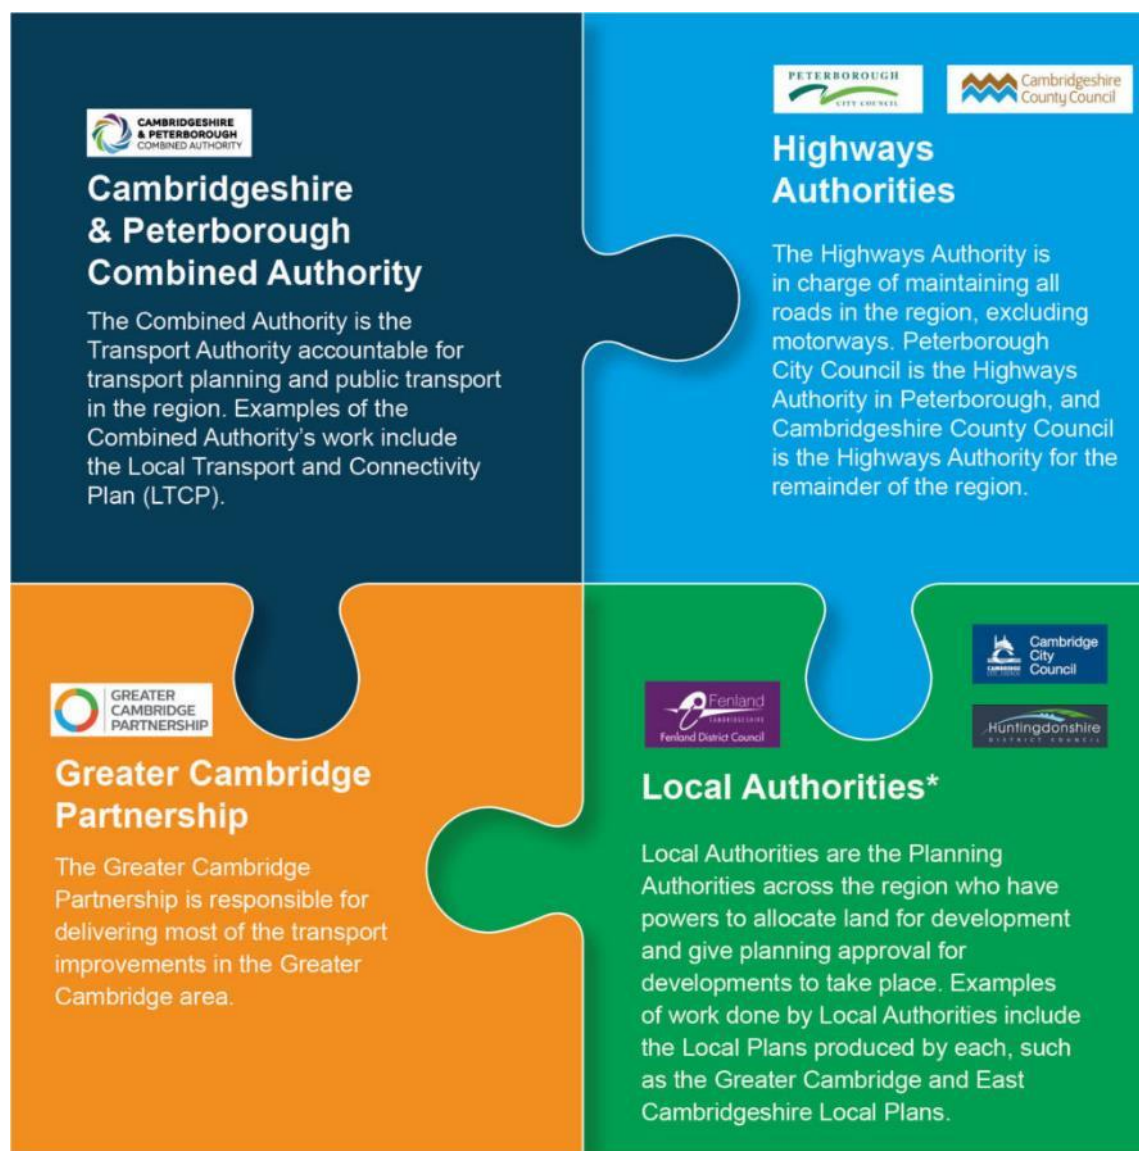 CAMBRIDGESHIRE
& PETERBOROUGH
COMBINED AUTHORITY
Cambridgeshire
& Peterborough
Combined Authority
The Combined Authority is the
Transport Authority accountable for
transport planning and public transport
in the region. Examples of the
Combined Authority's work include
the Local Transport and Connectivity
Plan (LTCP).
PETERBOROUGH
CITY COUNCIL
Cambridgeshire
County Council
Highways
Authorities
The Highways Authority is
in charge of maintaining all
roads in the region, excluding
motorways. Peterborough
City Council is the Highways
Authority in Peterborough, and
Cambridgeshire County Council
is the Highways Authority for the
remainder of the region.
GREATER
CAMBRIDGE
PARTNERSHIP
Greater Cambridge
Partnership
The Greater Cambridge
Partnership is responsible for
delivering most of the transport
improvements in the Greater
Cambridge area.
Fenland
CAMBRIDGESHIRE
Fenland District Council
Cambridge
City
Council
Huntingdonshire
DISTRICT COUNCIL
Local Authorities*
Local Authorities are the Planning
Authorities across the region who have
powers to allocate land for development
and give planning approval for
developments to take place. Examples
of work done by Local Authorities include
the Local Plans produced by each, such
as the Greater Cambridge and East
Cambridgeshire Local Plans.